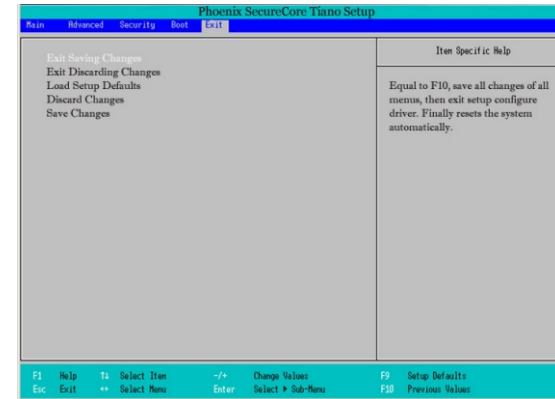 Phoenix SecureCore Tiano Setup
Main Advanced Security Boot Exit
Item Specific Help
Exit Saving Changes
Exit Discarding Changes
Load Setup Defaults
Discard Changes
Save Changes
Equal to F10, save all changes of all
menus, then exit setup configure
driver. Finally resets the system
automatically.
F1 Help ↑↓ Select Item -/+ Change Values F9 Setup Defaults
Esc Exit ↔ Select Menu Enter Select ▸ Sub-Menu F10 Previous Values